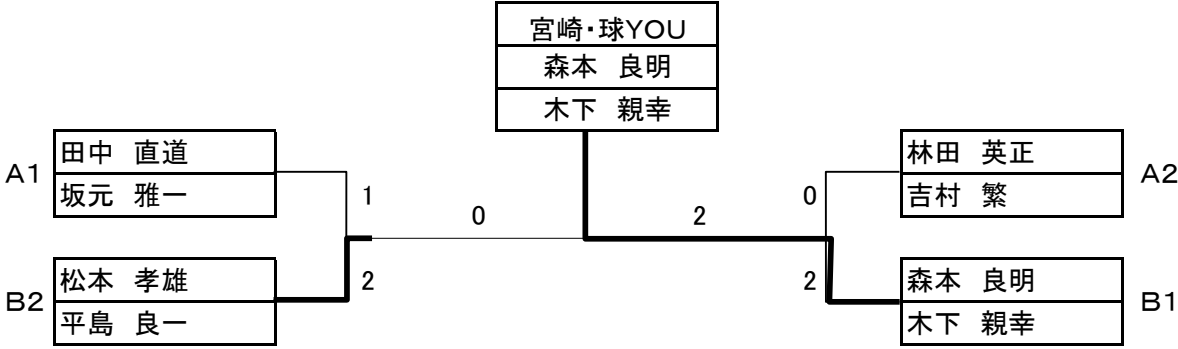 宮崎・球YOU
森本 良明
木下 親幸
A1
田中 直道
坂元 雅一
1
B2
松本 孝雄
平島 良一
2
0
2
林田 英正
吉村 繁
A2
0
森本 良明
木下 親幸
B1
2